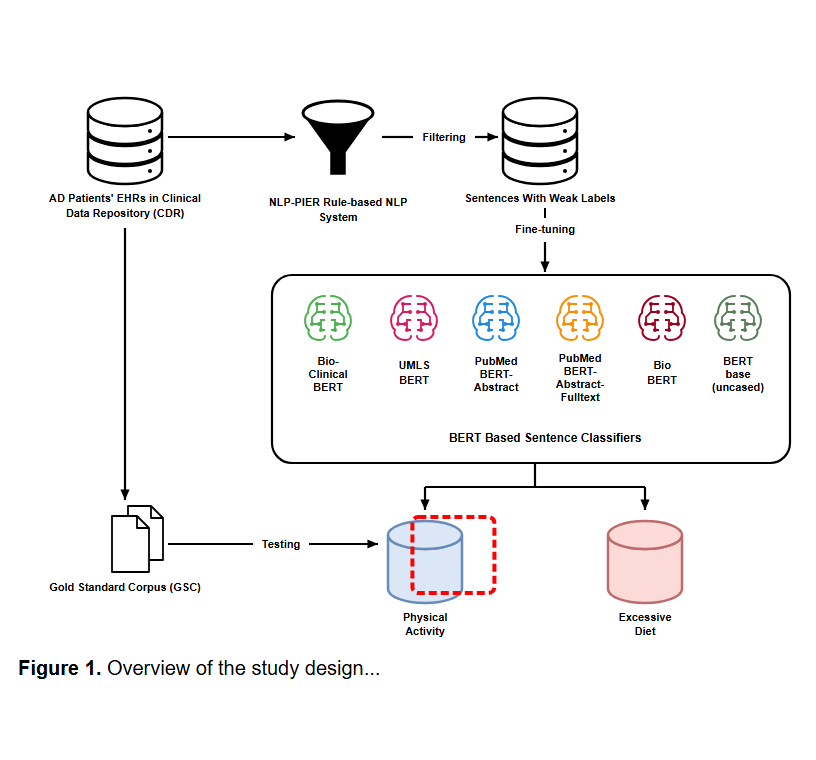 AD Patients' EHRs in Clinical
Data Repository (CDR)
NLP-PIER Rule-based NLP
System
Filtering
Sentences With Weak Labels
Fine-tuning
Bio-
Clinical
BERT
UMLS
BERT
PubMed
BERT-
Abstract
PubMed
BERT-
Abstract-
Fulltext
Bio
BERT
BERT
base
(uncased)
BERT Based Sentence Classifiers
Gold Standard Corpus (GSC)
Testing
Physical
Activity
Excessive
Diet
Figure 1. Overview of the study design...